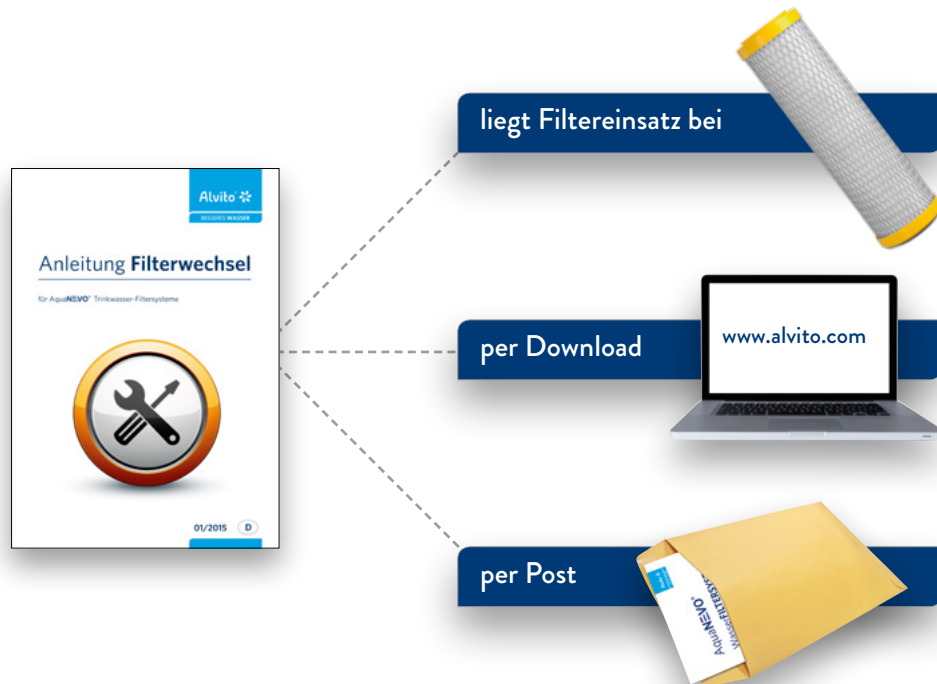 Alvito
BESSERES WASSER
Anleitung Filterwechsel
für AquaNEVO® Trinkwasser-Filtersysteme
01/2015 D
liegt Filtereinsatz bei
per Download
www.alvito.com
per Post
AquaNEVO®
WasserFILTERSY